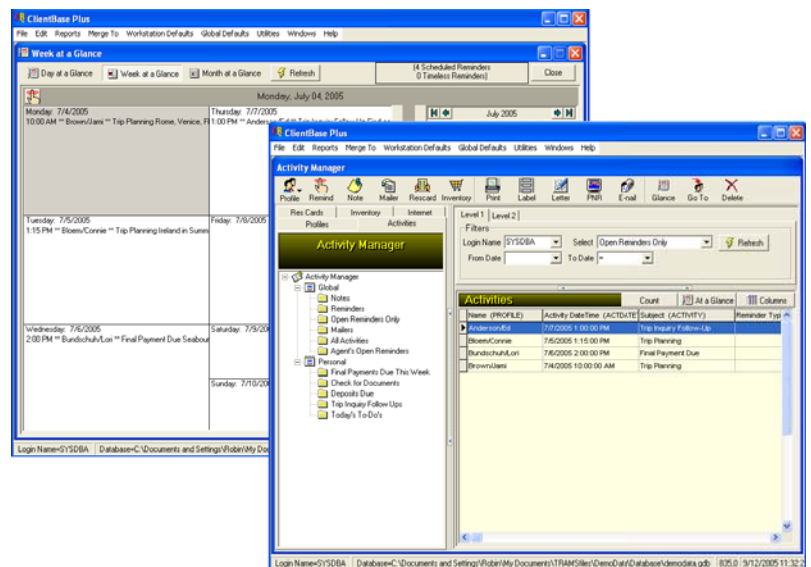 ClientBase Plus
File Edit Reports Merge To Workstation Defaults Global Defaults Utilities Windows Help
Week at a Glance
Day at a Glance Week at a Glance Month at a Glance Refresh
(4 Scheduled Reminders
0 Timeless Reminders)
Close
Monday, July 04, 2005
Monday: 7/4/2005
10:00 AM ** Brown/Jami ** Trip Planning Rome, Venice,
Thursday: 7/7/2005
July 2005
Tuesday: 7/5/2005
1:15 PM ** Bloem/Connie ** Trip Planning Ireland in
Friday: 7/8/2005
Wednesday: 7/6/2005
2:00 PM ** Bundschuh/Lori ** Final Payment Due
Saturday: 7/9/
Sunday: 7/10/
Login Name=SYSDBA Database=C:\Documents and Settings\Robin\My
ClientBase Plus
File Edit Reports Merge To Workstation Defaults Global Defaults Utilities Windows Help
Activity Manager
Profile Remind Note Mailer Rescard Inventory Print Label Letter PNR E-mail Glance Go To Delete
Res Cards Inventory Internet
Profiles Activities
Activity Manager
Activity Manager
Global
Notes
Reminders
Open Reminders Only
Mailers
All Activities
Agent's Open Reminders
Personal
Final Payments Due This Week
Check for Documents
Deposits Due
Trip Inquiry Follow Ups
Today's To-Do's
Level 1 Level 2
Filters
Login Name SYSDBA Select Open Reminders Only Refresh
From Date To Date =
Activities Count At a Glance Columns
Name (PROFILE) Activity DateTime (ACTDATE Subject (ACTIVITY) Reminder Typ
Anderson/Ed 7/7/2005 1:00:00 PM Trip Inquiry Follow-Up
Bloem/Connie 7/5/2005 1:15:00 PM Trip Planning
Bundschuh/Lori 7/6/2005 2:00:00 PM Final Payment Due
Brown/Jami 7/4/2005 10:00:00 AM Trip Planning
Login Name=SYSDBA Database=C:\Documents and Settings\Robin\My Documents\TRAMSfiles\DemoData\Database\demodata.gdb 835.0 9/12/2005